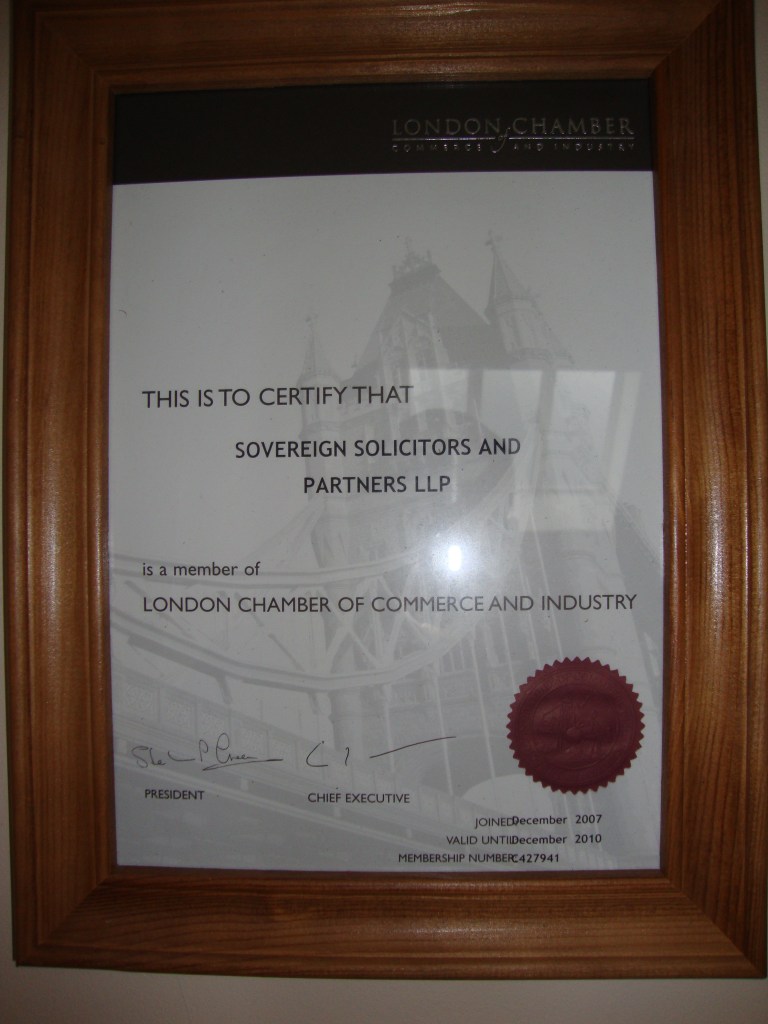 LONDON CHAMBER
of
COMMERCE AND INDUSTRY
THIS IS TO CERTIFY THAT
SOVEREIGN SOLICITORS AND
PARTNERS LLP
is a member of
LONDON CHAMBER OF COMMERCE AND INDUSTRY
PRESIDENT
CHIEF EXECUTIVE
JOINED December 2007
VALID UNTIL December 2010
MEMBERSHIP NUMBER C427941